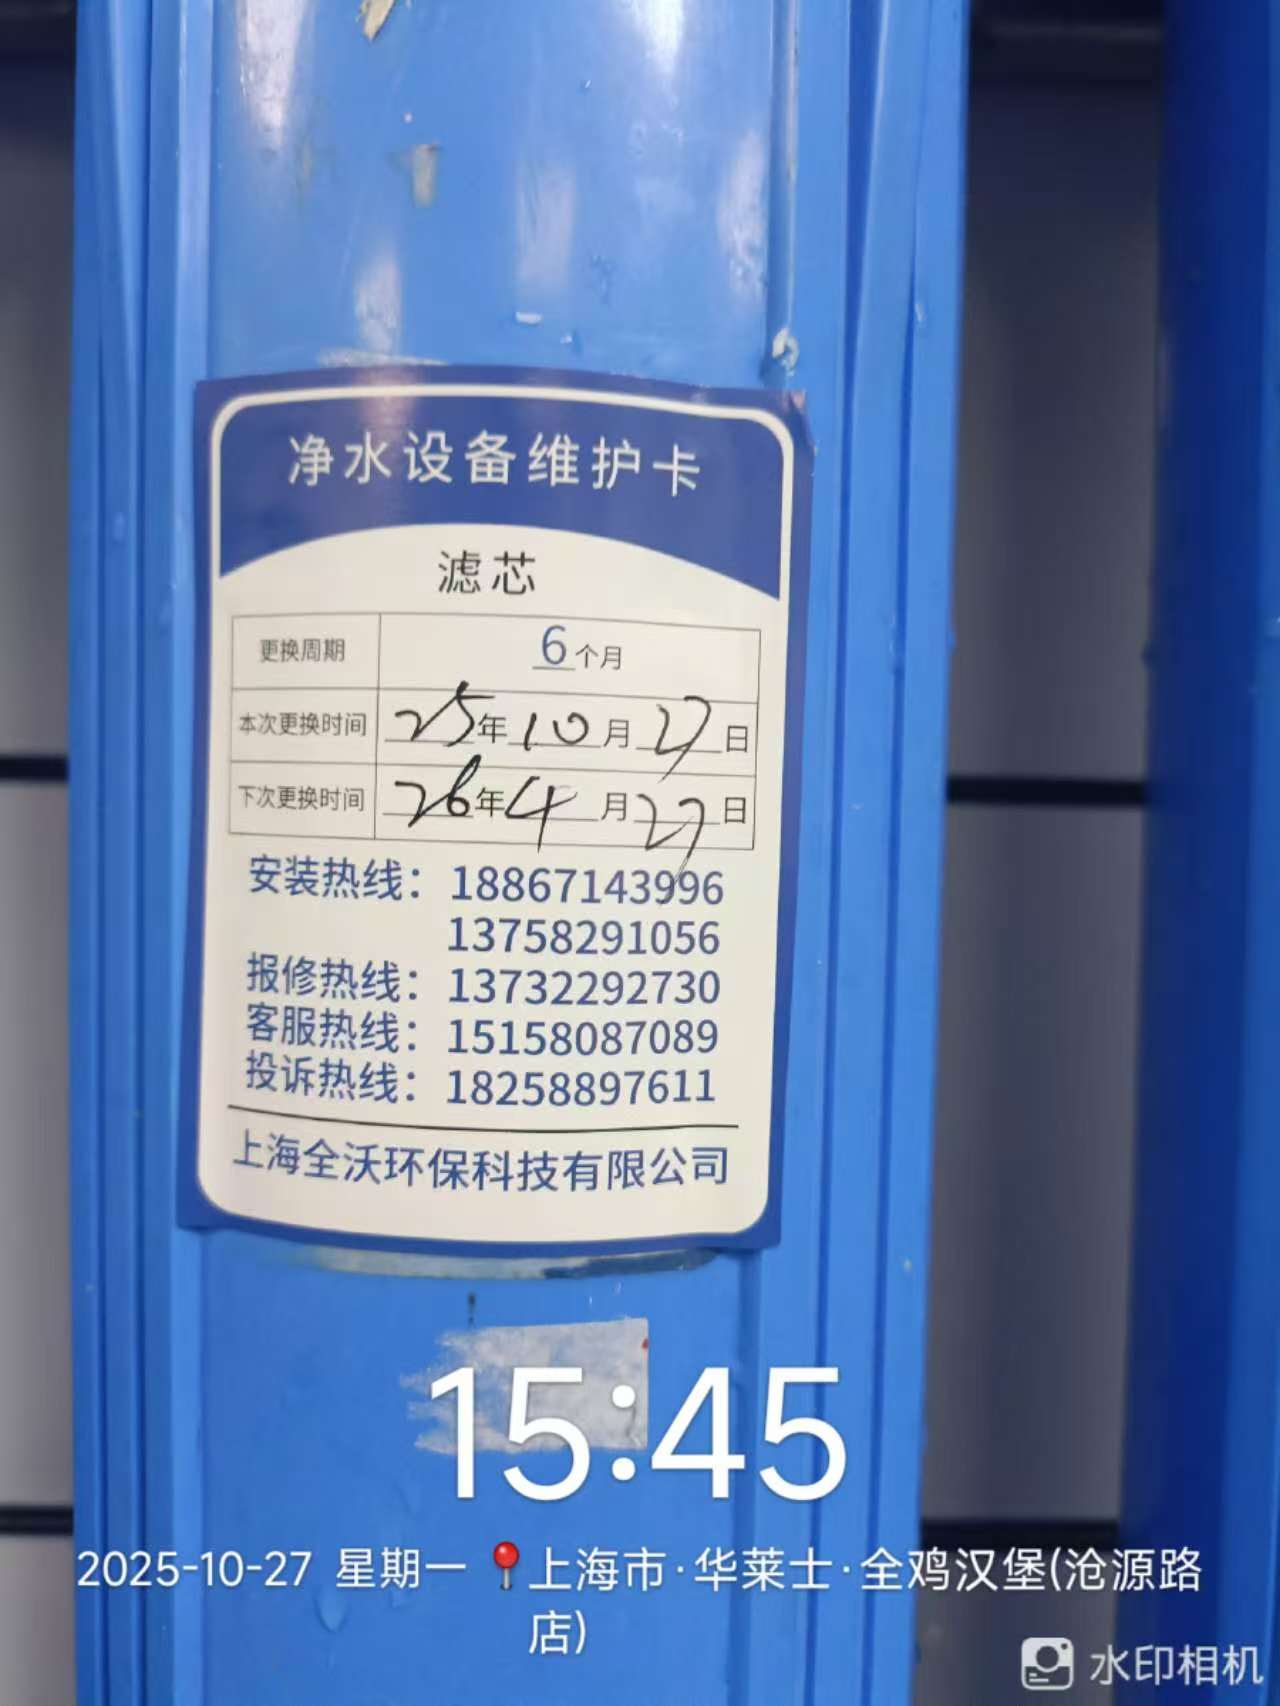 净水设备维护卡
滤芯
更换周期 6个月
本次更换时间 25年10月27日
下次更换时间 26年4月27日
安装热线：18867143996
13758291056
报修热线：13732292730
客服热线：15158087089
投诉热线：18258897611
上海全沃环保科技有限公司
15:45
2025-10-27 星期一 上海市·华莱士·全鸡汉堡(沧源路
店)
水印相机